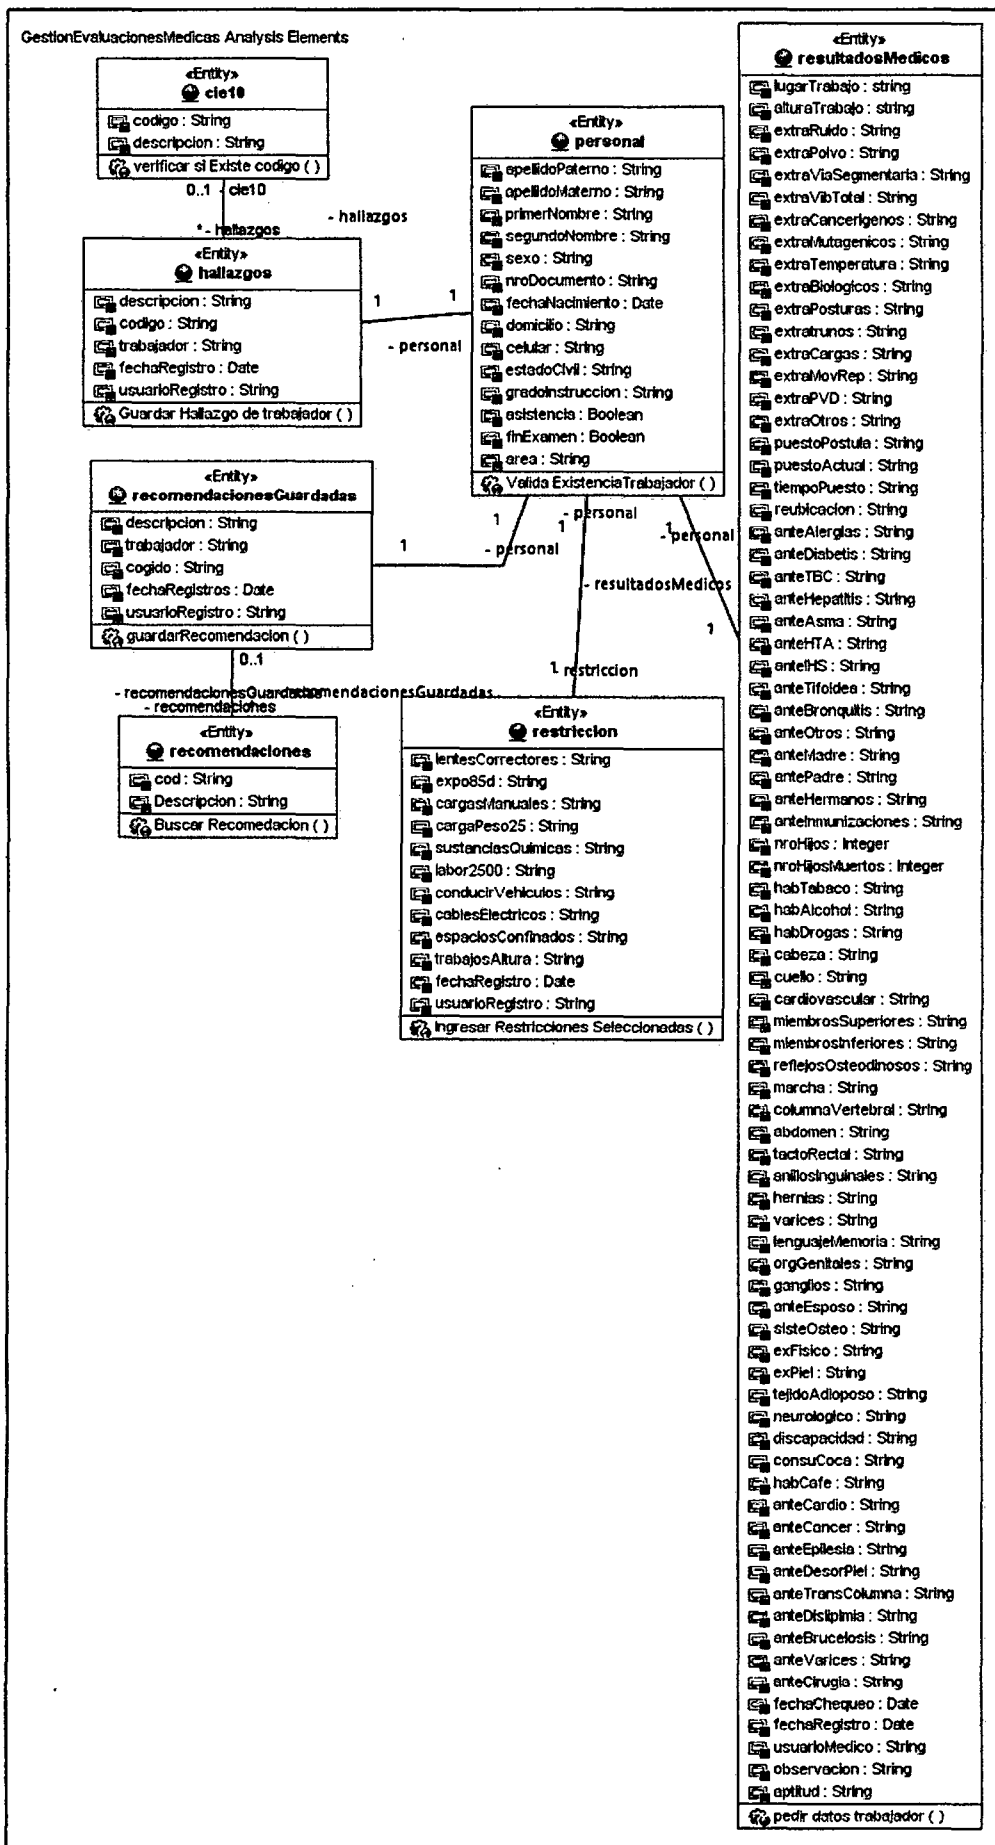 GestionEvaluacionesMedicas Analysis Elements
«Entity»
cie10
codigo : String
descripcion : String
verificar si Existe codigo ( )
0..1
cie10
- hallazgos
* - hallazgos
«Entity»
hallazgos
descripcion : String
codigo : String
trabajador : String
fechaRegistro : Date
usuarioRegistro : String
Guardar Hallazgo de trabajador ( )
1
1
- personal
«Entity»
personal
apellidoPaterno : String
apellidoMaterno : String
primerNombre : String
segundoNombre : String
sexo : String
nroDocumento : String
fechaNacimiento : Date
domicilio : String
celular : String
estadoCivil : String
gradoInstruccion : String
asistencia : Boolean
finExamen : Boolean
area : String
Valida ExistenciaTrabajador ( )
1
- personal
1
- personal
1
- personal
1
- resultadosMedicos
1
1
restriccion
«Entity»
recomendacionesGuardadas
descripcion : String
trabajador : String
cogido : String
fechaRegistros : Date
usuarioRegistro : String
guardarRecomendacion ( )
0..1
- recomendacionesGuardadas
- recomendaciones
«Entity»
recomendaciones
cod : String
Descripcion : String
Buscar Recomedacion ( )
«Entity»
restriccion
lentesCorrectores : String
expo85d : String
cargasManuales : String
cargaPeso25 : String
sustanciasQuimicas : String
labor2500 : String
conducirVehiculos : String
cablesElectricos : String
espaciosConfinados : String
trabajosAltura : String
fechaRegistro : Date
usuarioRegistro : String
Ingresar Restricciones Seleccionadas ( )
«Entity»
resultadosMedicos
lugarTrabajo : string
alturaTrabajo : string
extraRuido : String
extraPolvo : String
extraViaSegmentaria : String
extraVibTotal : String
extraCancerigenos : String
extraMutagenicos : String
extraTemperatura : String
extraBiologicos : String
extraPosturas : String
extratrunos : String
extraCargas : String
extraMovRep : String
extraPVD : String
extraOtros : String
puestoPostula : String
puestoActual : String
tiempoPuesto : String
reubicacion : String
anteAlergias : String
anteDiabetis : String
anteTBC : String
anteHepatitis : String
anteAsma : String
anteHTA : String
anteIHS : String
anteTifoidea : String
anteBronquitis : String
anteOtros : String
anteMadre : String
antePadre : String
anteHermanos : String
anteInmunizaciones : String
nroHijos : Integer
nroHijosMuertos : Integer
habTabaco : String
habAlcohol : String
habDrogas : String
cabeza : String
cuello : String
cardiovascular : String
miembrosSuperiores : String
miembrosInferiores : String
reflejosOsteodinosos : String
marcha : String
columnaVertebral : String
abdomen : String
tactoRectal : String
anillosInguinales : String
hernias : String
varices : String
lenguajeMemoria : String
orgGenitales : String
ganglios : String
anteEsposo : String
sisteOsteo : String
exFisico : String
exPiel : String
tejidoAdioposo : String
neurologico : String
discapacidad : String
consuCoca : String
habCafe : String
anteCardio : String
anteCancer : String
anteEpilesia : String
anteDesorPiel : String
anteTransColumna : String
anteDislipimia : String
anteBrucelosis : String
anteVarices : String
anteCirugia : String
fechaChequeo : Date
fechaRegistro : Date
usuarioMedico : String
observacion : String
aptitud : String
pedir datos trabajador ( )